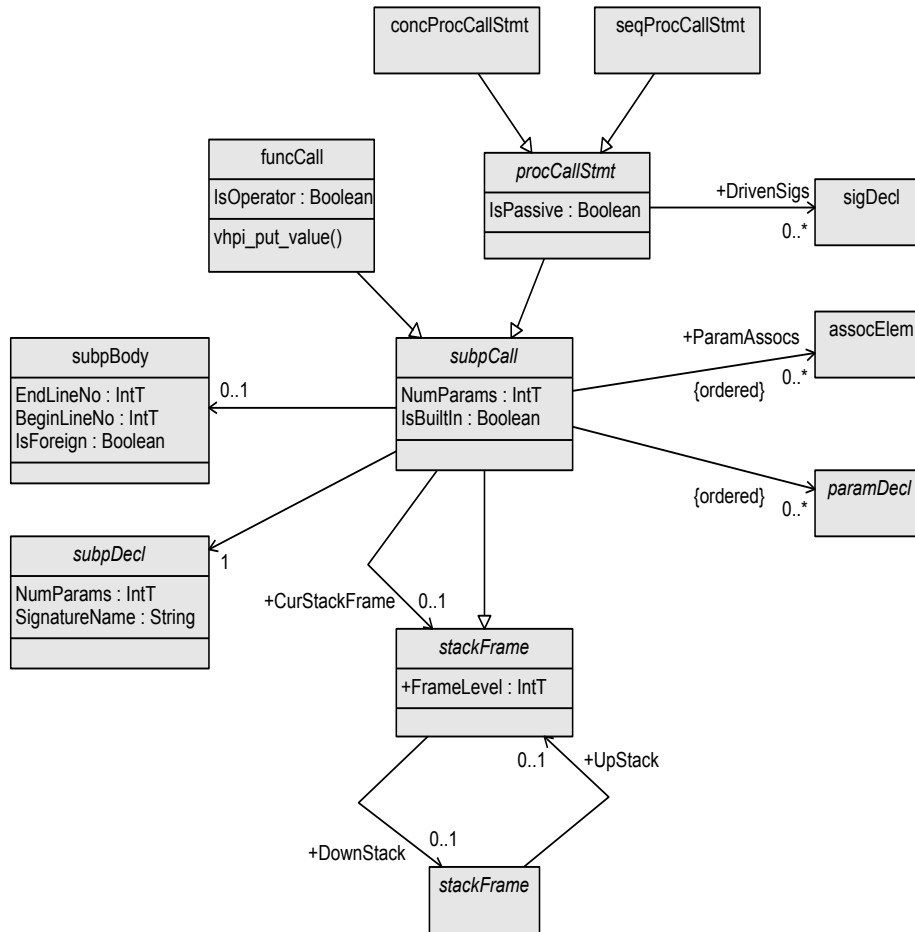 concProcCallStmt
seqProcCallStmt
funcCall
IsOperator : Boolean
vhpi_put_value()
procCallStmt
IsPassive : Boolean
+DrivenSigs
0..*
sigDecl
subpBody
EndLineNo : IntT
BeginLineNo : IntT
IsForeign : Boolean
0..1
subpCall
NumParams : IntT
IsBuiltIn : Boolean
+ParamAssocs
0..*
{ordered}
assocElem
{ordered}
0..*
paramDecl
subpDecl
NumParams : IntT
SignatureName : String
1
+CurStackFrame
0..1
stackFrame
+FrameLevel : IntT
0..1
+UpStack
0..1
+DownStack
stackFrame